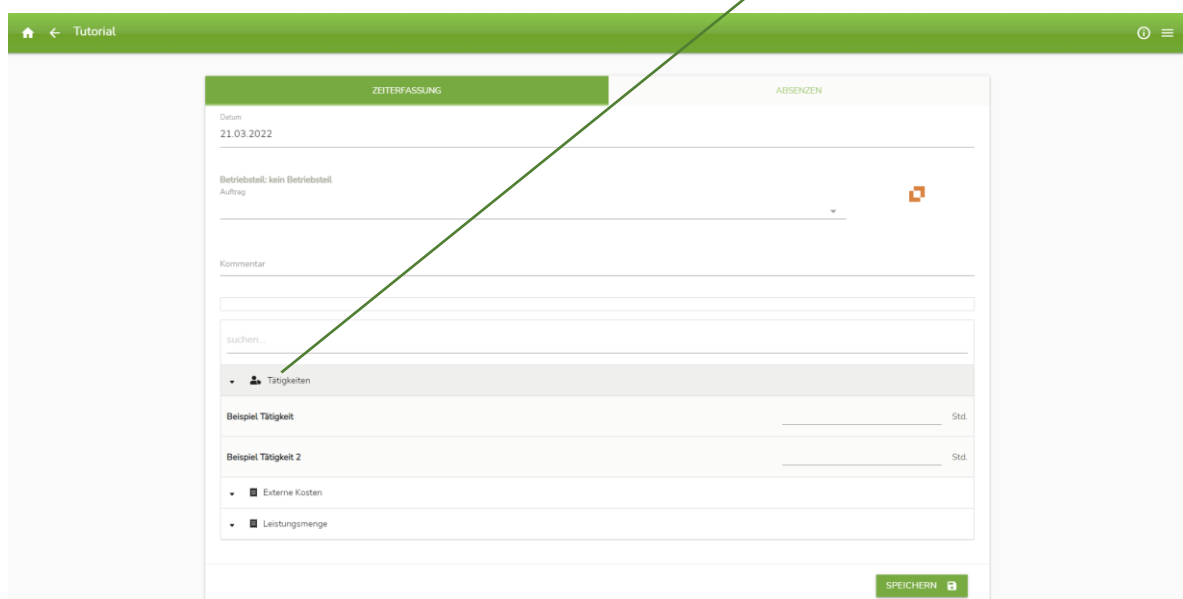 Tutorial
ZEITERFASSUNG
ABSENZEN
Datum
21.03.2022
Betriebsteil: kein Betriebsteil
Auftrag
Kommentar
suchen...
Tätigkeiten
Beispiel Tätigkeit
Std.
Beispiel Tätigkeit 2
Std.
Externe Kosten
Leistungsmenge
SPEICHERN